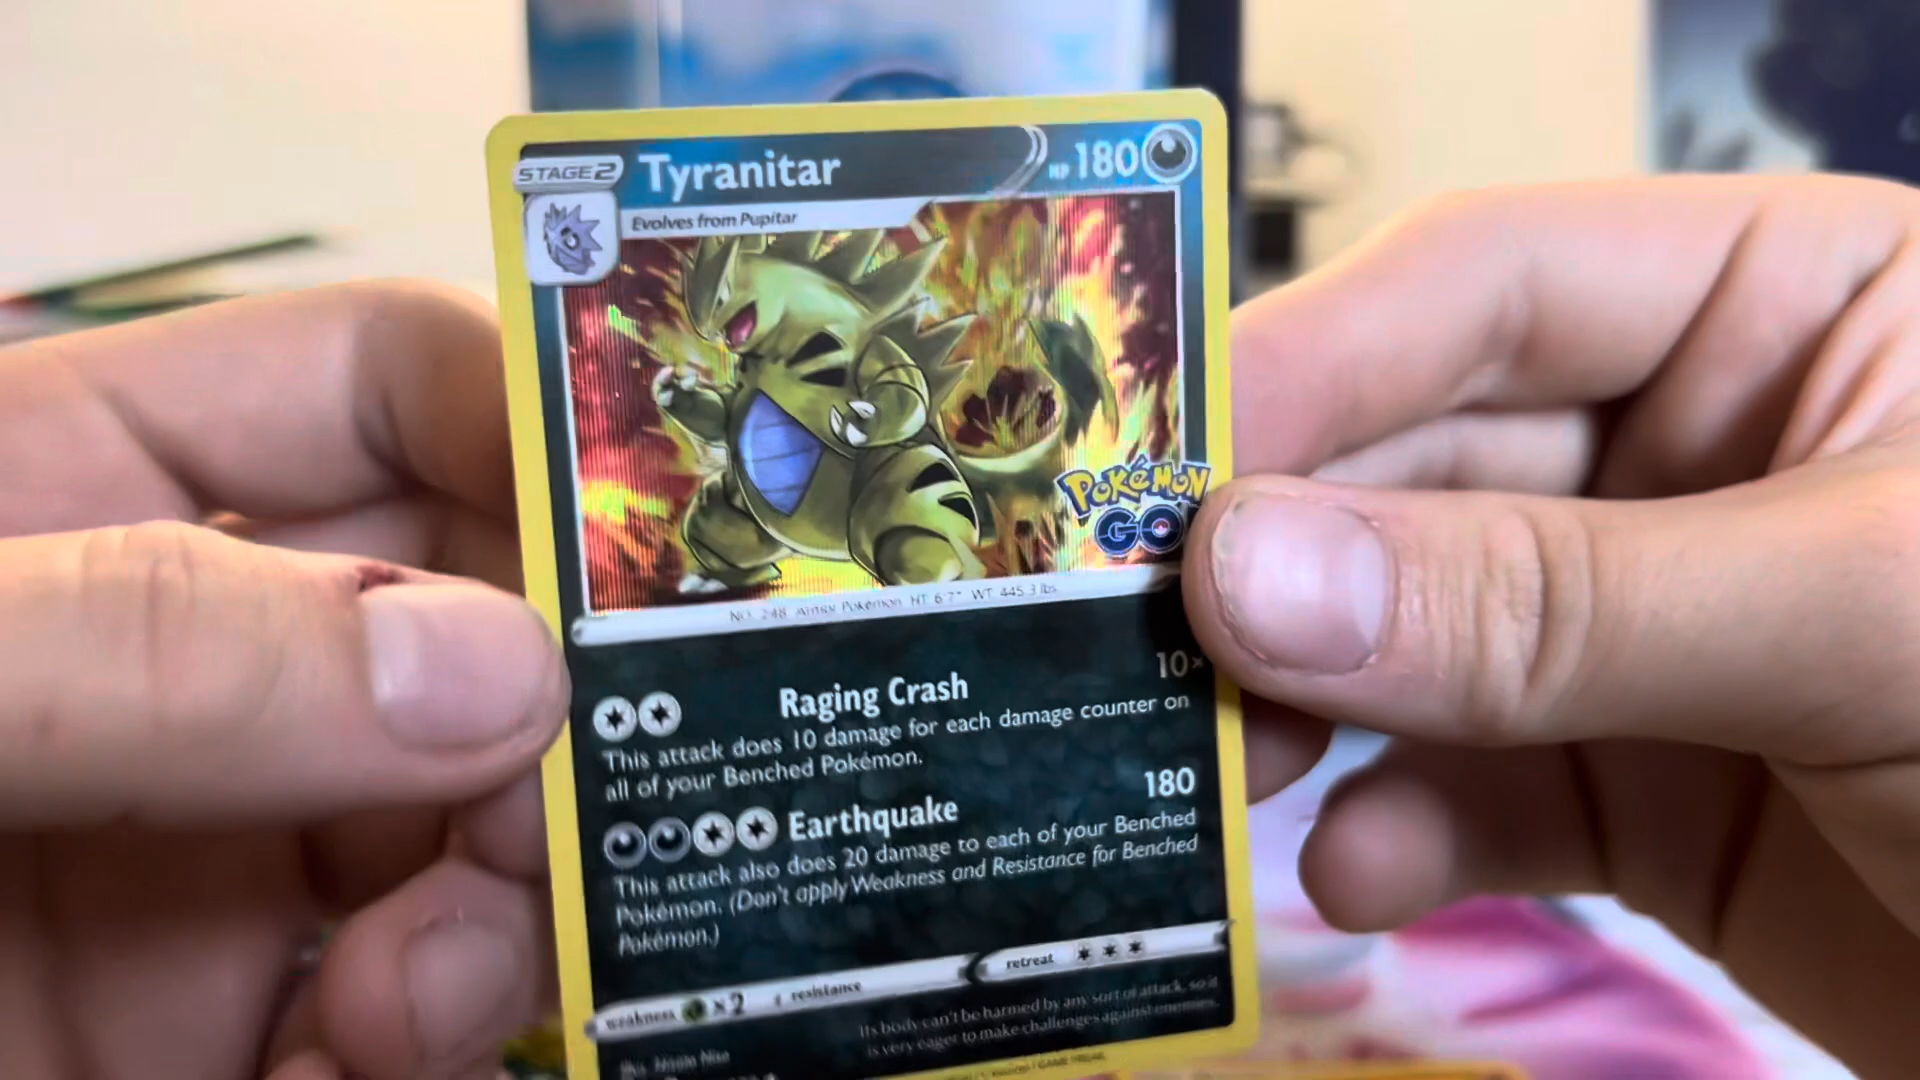 STAGE 2 Tyranitar HP 180
Evolves from Pupitar
POKÉMON
GO
NO. 248 Armor Pokémon HT 6'7" WT 445.3 lbs.
Raging Crash 10×
This attack does 10 damage for each damage counter on
all of your Benched Pokémon.
Earthquake 180
This attack also does 20 damage to each of your Benched
Pokémon. (Don't apply Weakness and Resistance for Benched
Pokémon.)
weakness ×2 resistance retreat
Its body can't be harmed by any sort of attack, so it
is very eager to make challenges against enemies.
Illus.